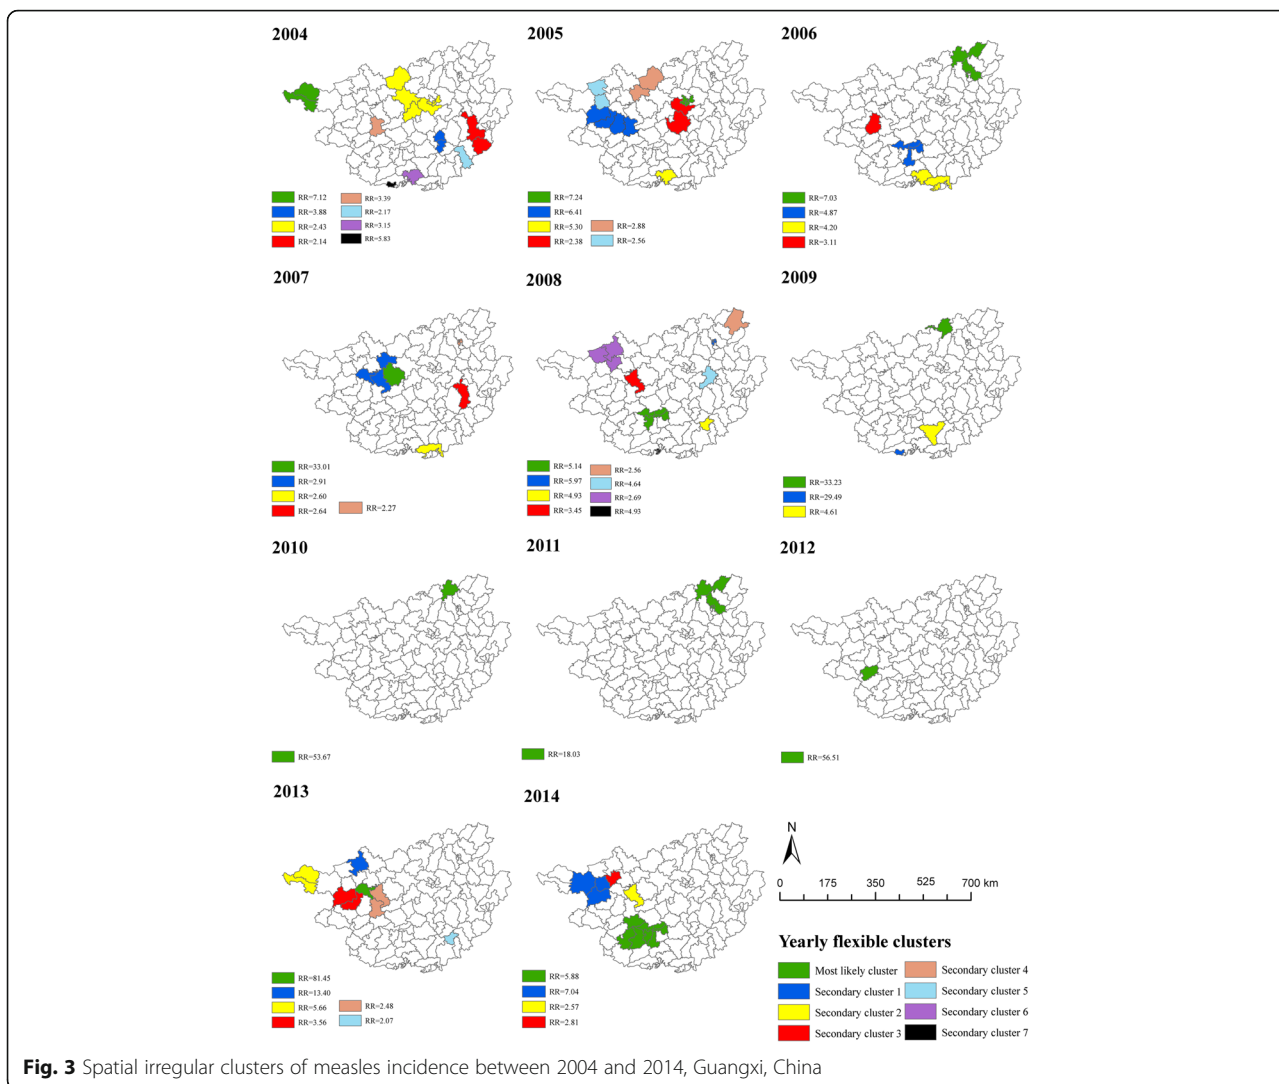 2004
RR=7.12
RR=3.88
RR=2.43
RR=2.14
RR=3.39
RR=2.17
RR=3.15
RR=5.83
2005
RR=7.24
RR=6.41
RR=5.30
RR=2.38
RR=2.88
RR=2.56
2006
RR=7.03
RR=4.87
RR=4.20
RR=3.11
2007
RR=33.01
RR=2.91
RR=2.60
RR=2.64
RR=2.27
2008
RR=5.14
RR=5.97
RR=4.93
RR=3.45
RR=2.56
RR=4.64
RR=2.69
RR=4.93
2009
RR=33.23
RR=29.49
RR=4.61
2010
RR=53.67
2011
RR=18.03
2012
RR=56.51
2013
RR=81.45
RR=13.40
RR=5.66
RR=3.56
RR=2.48
RR=2.07
2014
RR=5.88
RR=7.04
RR=2.57
RR=2.81
N
0 175 350 525 700 km
Yearly flexible clusters
Most likely cluster
Secondary cluster 1
Secondary cluster 2
Secondary cluster 3
Secondary cluster 4
Secondary cluster 5
Secondary cluster 6
Secondary cluster 7
Fig. 3 Spatial irregular clusters of measles incidence between 2004 and 2014, Guangxi, China